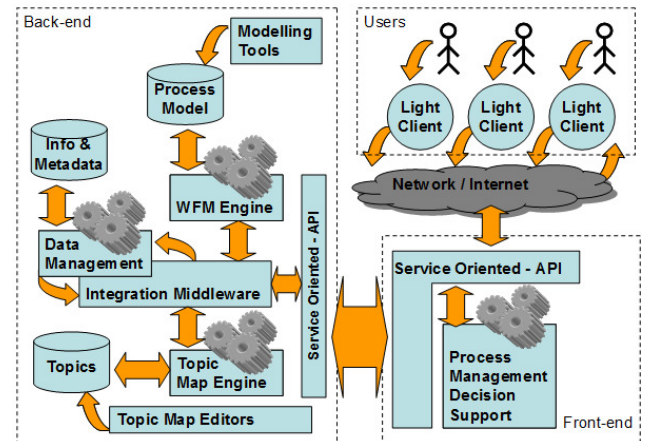 Back-end
Modelling
Tools
Process
Model
Info &
Metadata
WFM Engine
Data
Management
Integration Middleware
Service Oriented - API
Topics
Topic
Map Engine
Topic Map Editors
Users
Light
Client
Light
Client
Light
Client
Network / Internet
Service Oriented - API
Process
Management
Decision
Support
Front-end